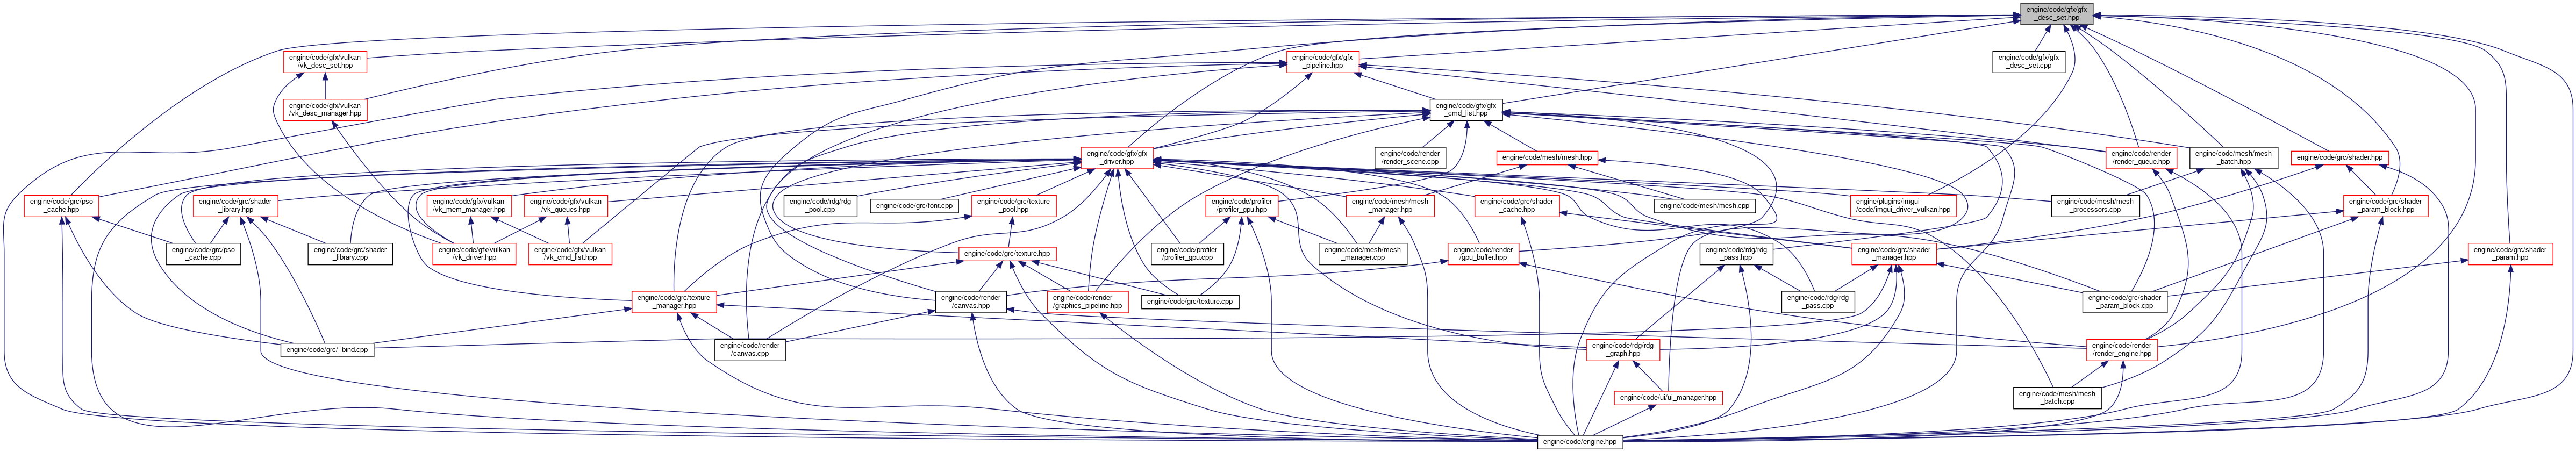 engine/code/gfx/gfx
_desc_set.hpp
engine/code/gfx/vulkan
/vk_desc_set.hpp
engine/code/gfx/gfx
_pipeline.hpp
engine/code/gfx/gfx
_desc_set.cpp
engine/code/gfx/vulkan
/vk_desc_manager.hpp
engine/code/gfx/gfx
_cmd_list.hpp
engine/code/gfx/gfx
_driver.hpp
engine/code/render
/render_scene.cpp
engine/code/mesh/mesh.hpp
engine/code/render
/render_queue.hpp
engine/code/mesh/mesh
_batch.hpp
engine/code/grc/shader.hpp
engine/code/grc/pso
_cache.hpp
engine/code/grc/shader
_library.hpp
engine/code/gfx/vulkan
/vk_mem_manager.hpp
engine/code/gfx/vulkan
/vk_queues.hpp
engine/code/rdg/rdg
_pool.cpp
engine/code/grc/font.cpp
engine/code/grc/texture
_pool.hpp
engine/code/profiler
/profiler_gpu.hpp
engine/code/mesh/mesh
_manager.hpp
engine/code/grc/shader
_cache.hpp
engine/code/mesh/mesh.cpp
engine/plugins/imgui
/code/imgui_driver_vulkan.hpp
engine/code/mesh/mesh
_processors.cpp
engine/code/grc/shader
_param_block.hpp
engine/code/grc/pso
_cache.cpp
engine/code/grc/shader
_library.cpp
engine/code/gfx/vulkan
/vk_driver.hpp
engine/code/gfx/vulkan
/vk_cmd_list.hpp
engine/code/grc/texture.hpp
engine/code/profiler
/profiler_gpu.cpp
engine/code/mesh/mesh
_manager.cpp
engine/code/render
/gpu_buffer.hpp
engine/code/rdg/rdg
_pass.hpp
engine/code/grc/shader
_manager.hpp
engine/code/grc/shader
_param.hpp
engine/code/grc/texture
_manager.hpp
engine/code/render
/canvas.hpp
engine/code/render
/graphics_pipeline.hpp
engine/code/grc/texture.cpp
engine/code/rdg/rdg
_pass.cpp
engine/code/grc/shader
_param_block.cpp
engine/code/grc/_bind.cpp
engine/code/render
/canvas.cpp
engine/code/rdg/rdg
_graph.hpp
engine/code/render
/render_engine.hpp
engine/code/ui/ui_manager.hpp
engine/code/mesh/mesh
_batch.cpp
engine/code/engine.hpp